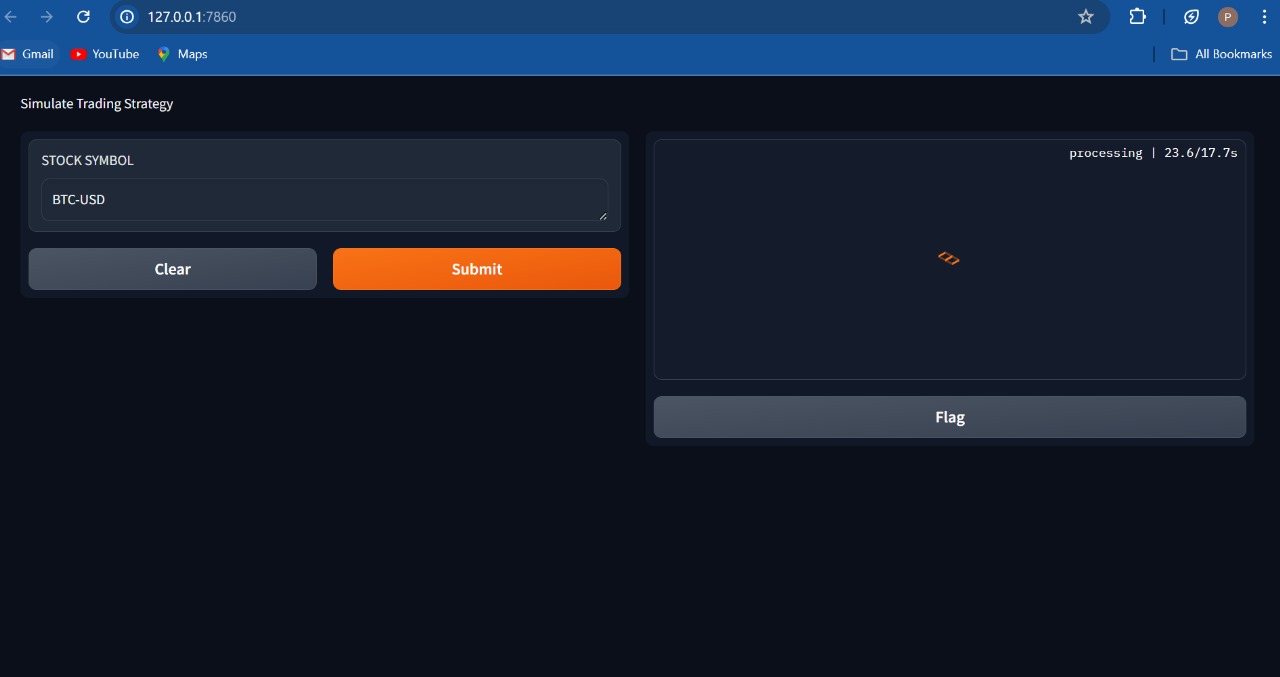 127.0.0.1:7860
P
Gmail
YouTube
Maps
All Bookmarks
Simulate Trading Strategy
STOCK SYMBOL
BTC-USD
Clear
Submit
processing | 23.6/17.7s
Flag